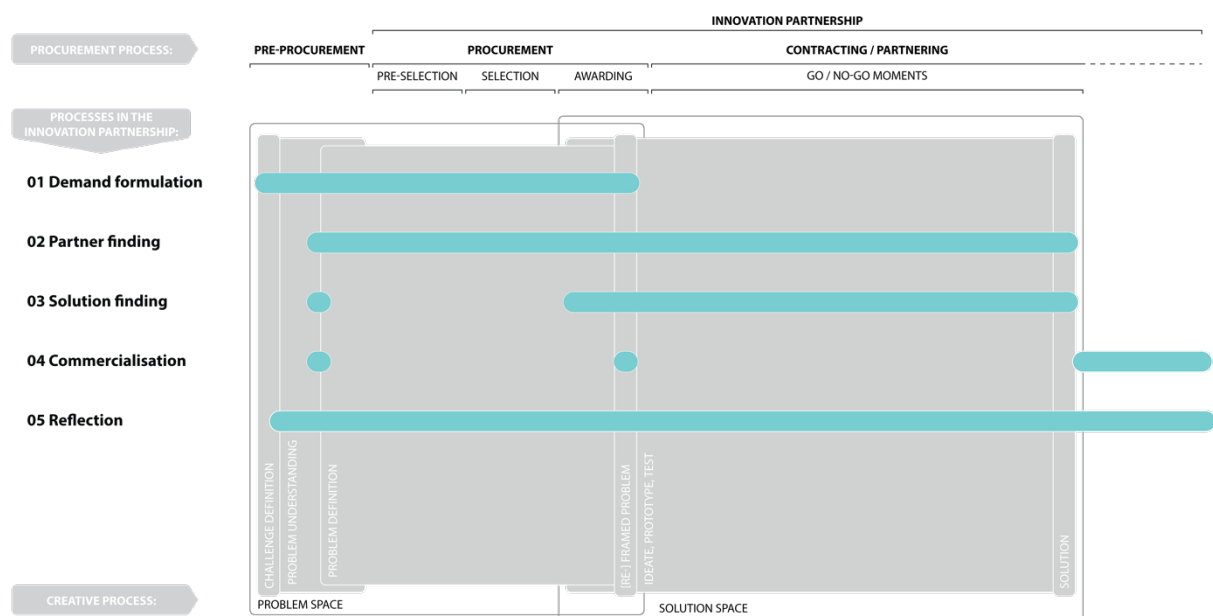 INNOVATION PARTNERSHIP
PROCUREMENT PROCESS:
PRE-PROCUREMENT
PROCUREMENT
CONTRACTING / PARTNERING
PRE-SELECTION
SELECTION
AWARDING
GO / NO-GO MOMENTS
PROCESSES IN THE
INNOVATION PARTNERSHIP:
01 Demand formulation
02 Partner finding
03 Solution finding
04 Commercialisation
05 Reflection
CHALLENGE DEFINITION
PROBLEM UNDERSTANDING
PROBLEM DEFINITION
[RE-] FRAMED PROBLEM
IDEATE, PROTOTYPE, TEST
SOLUTION
CREATIVE PROCESS:
PROBLEM SPACE
SOLUTION SPACE